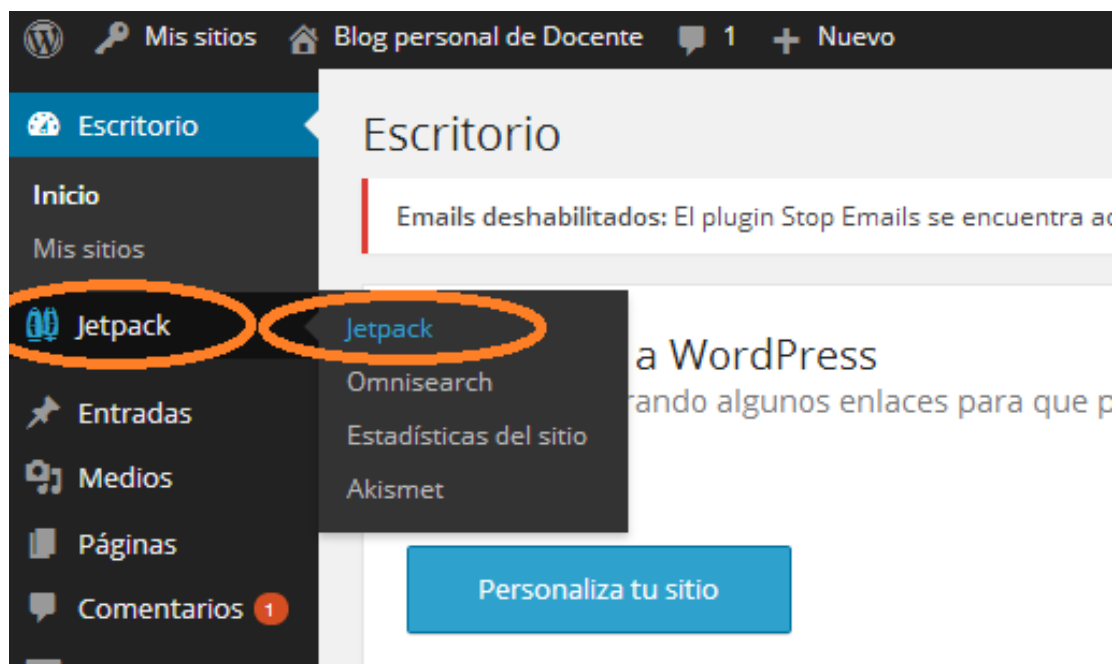 Mis sitios Blog personal de Docente 1 + Nuevo
Escritorio
Inicio
Mis sitios
Jetpack
Entradas
Medios
Páginas
Comentarios 1
Jetpack
Omnisearch
Estadísticas del sitio
Akismet
Escritorio
Emails deshabilitados: El plugin Stop Emails se encuentra
a WordPress
algunos enlaces para que
Personaliza tu sitio